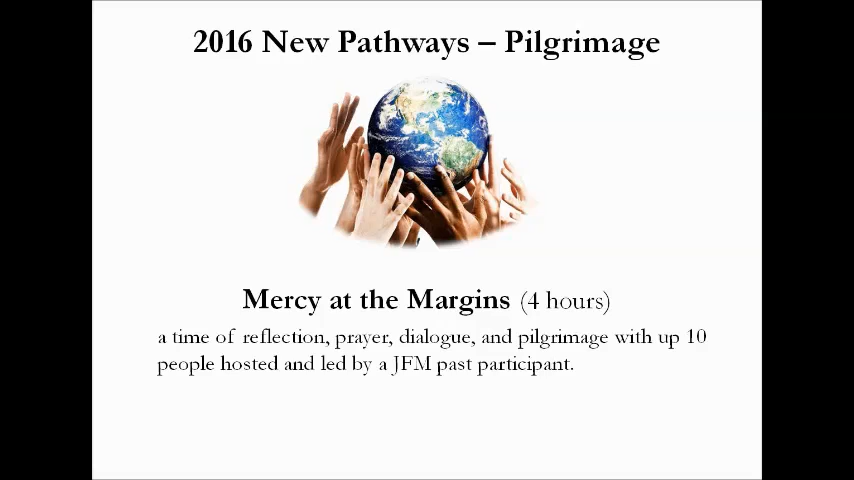 2016 New Pathways – Pilgrimage
Mercy at the Margins (4 hours)
a time of reflection, prayer, dialogue, and pilgrimage with up 10
people hosted and led by a JFM past participant.